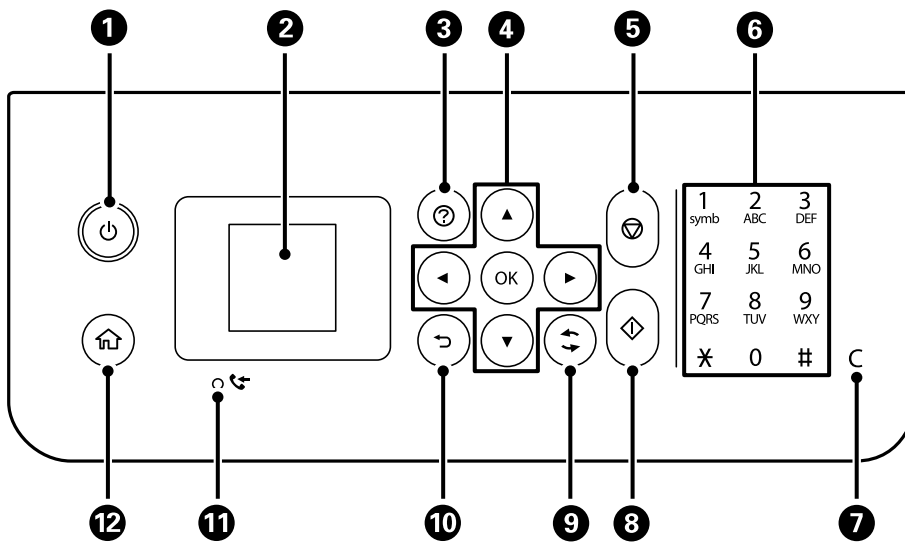 1 2 3 4 5 6
1 2 3
symb ABC DEF
OK
4 5 6
GHI JKL MNO
7 8 9
PQRS TUV WXY
* 0 #
C
12 11 10 9 8 7